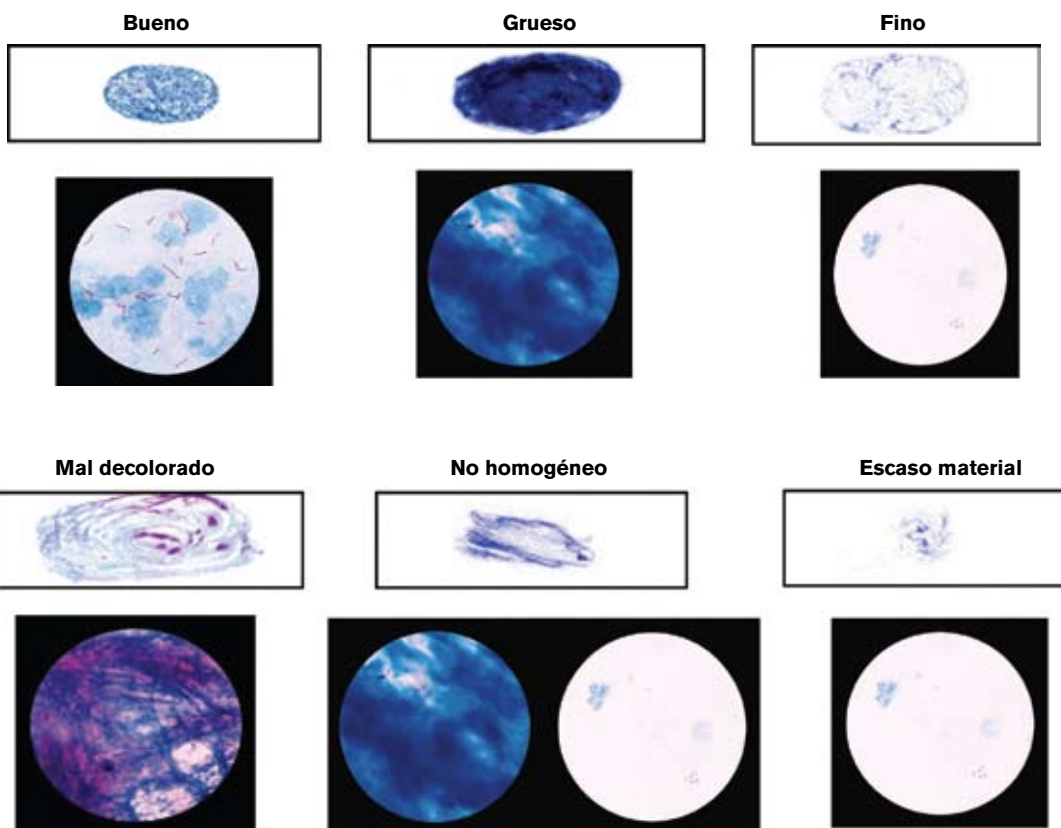 Bueno
Grueso
Fino
Mal decolorado
No homogéneo
Escaso material